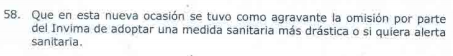 58. Que en esta nueva ocasión se tuvo como agravante la omisión por parte
del Invima de adoptar una medida sanitaria más drástica o si quiera alerta
sanitaria.